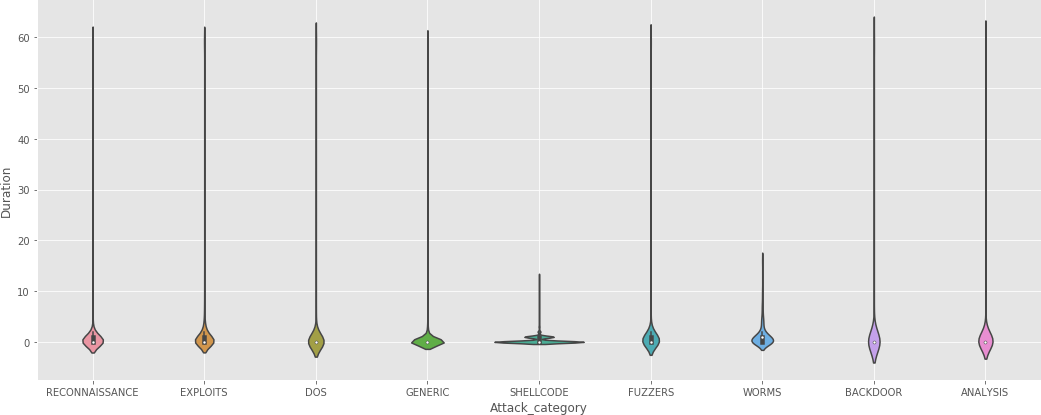 60
50
40
30
20
10
0
Duration
RECONNAISSANCE EXPLOITS DOS GENERIC SHELLCODE FUZZERS WORMS BACKDOOR ANALYSIS
Attack_category